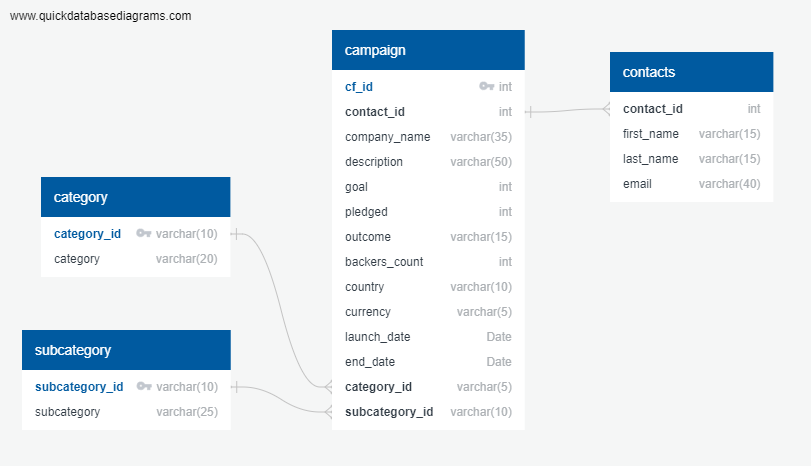 www.quickdatabasediagrams.com
campaign
cf_id int
contact_id int
company_name varchar(35)
description varchar(50)
goal int
pledged int
outcome varchar(15)
backers_count int
country varchar(10)
currency varchar(5)
launch_date Date
end_date Date
category_id varchar(5)
subcategory_id varchar(10)
contacts
contact_id int
first_name varchar(15)
last_name varchar(15)
email varchar(40)
category
category_id varchar(10)
category varchar(20)
subcategory
subcategory_id varchar(10)
subcategory varchar(25)